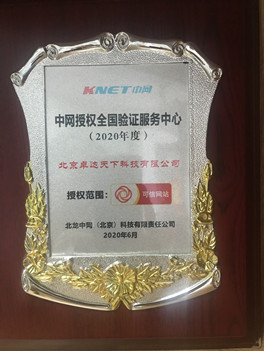 KNET中网
中网授权全国验证服务中心
(2020年度)
北京卓达天下科技有限公司
授权范围: 可信网站
北龙中网(北京)科技有限责任公司
2020年6月